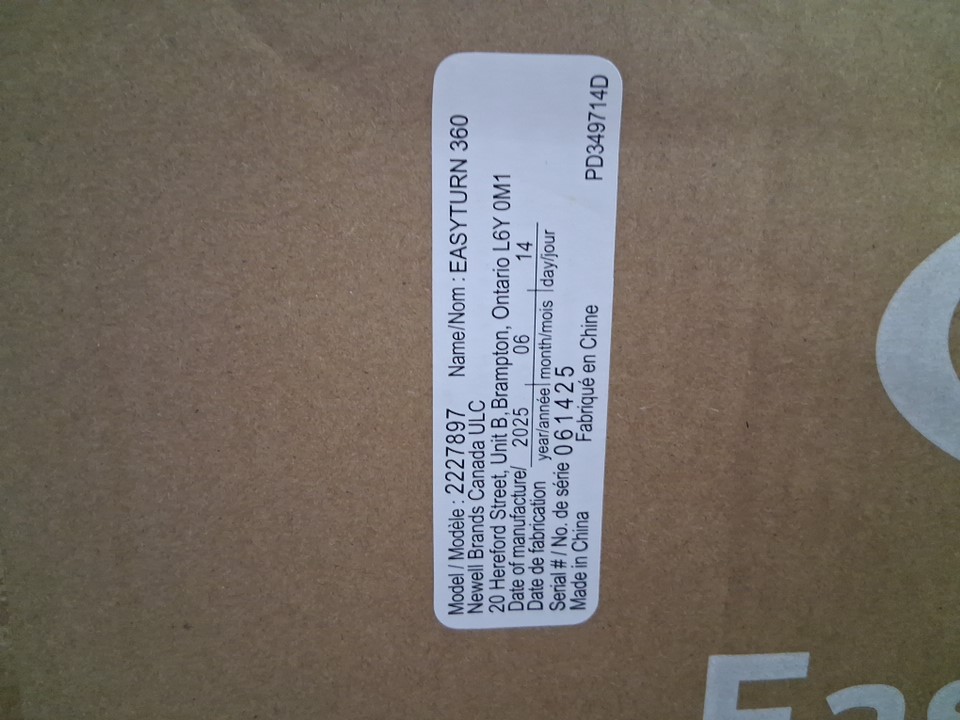 Model / Modèle : 2227897 Name/Nom : EASYTURN 360
Newell Brands Canada ULC
20 Hereford Street, Unit B, Brampton, Ontario L6Y 0M1
Date of manufacture/ 2025 06 14
Date de fabrication year/année month/mois day/jour
Serial # / No. de série 061425
Made in China Fabriqué en Chine PD349714D
Eas